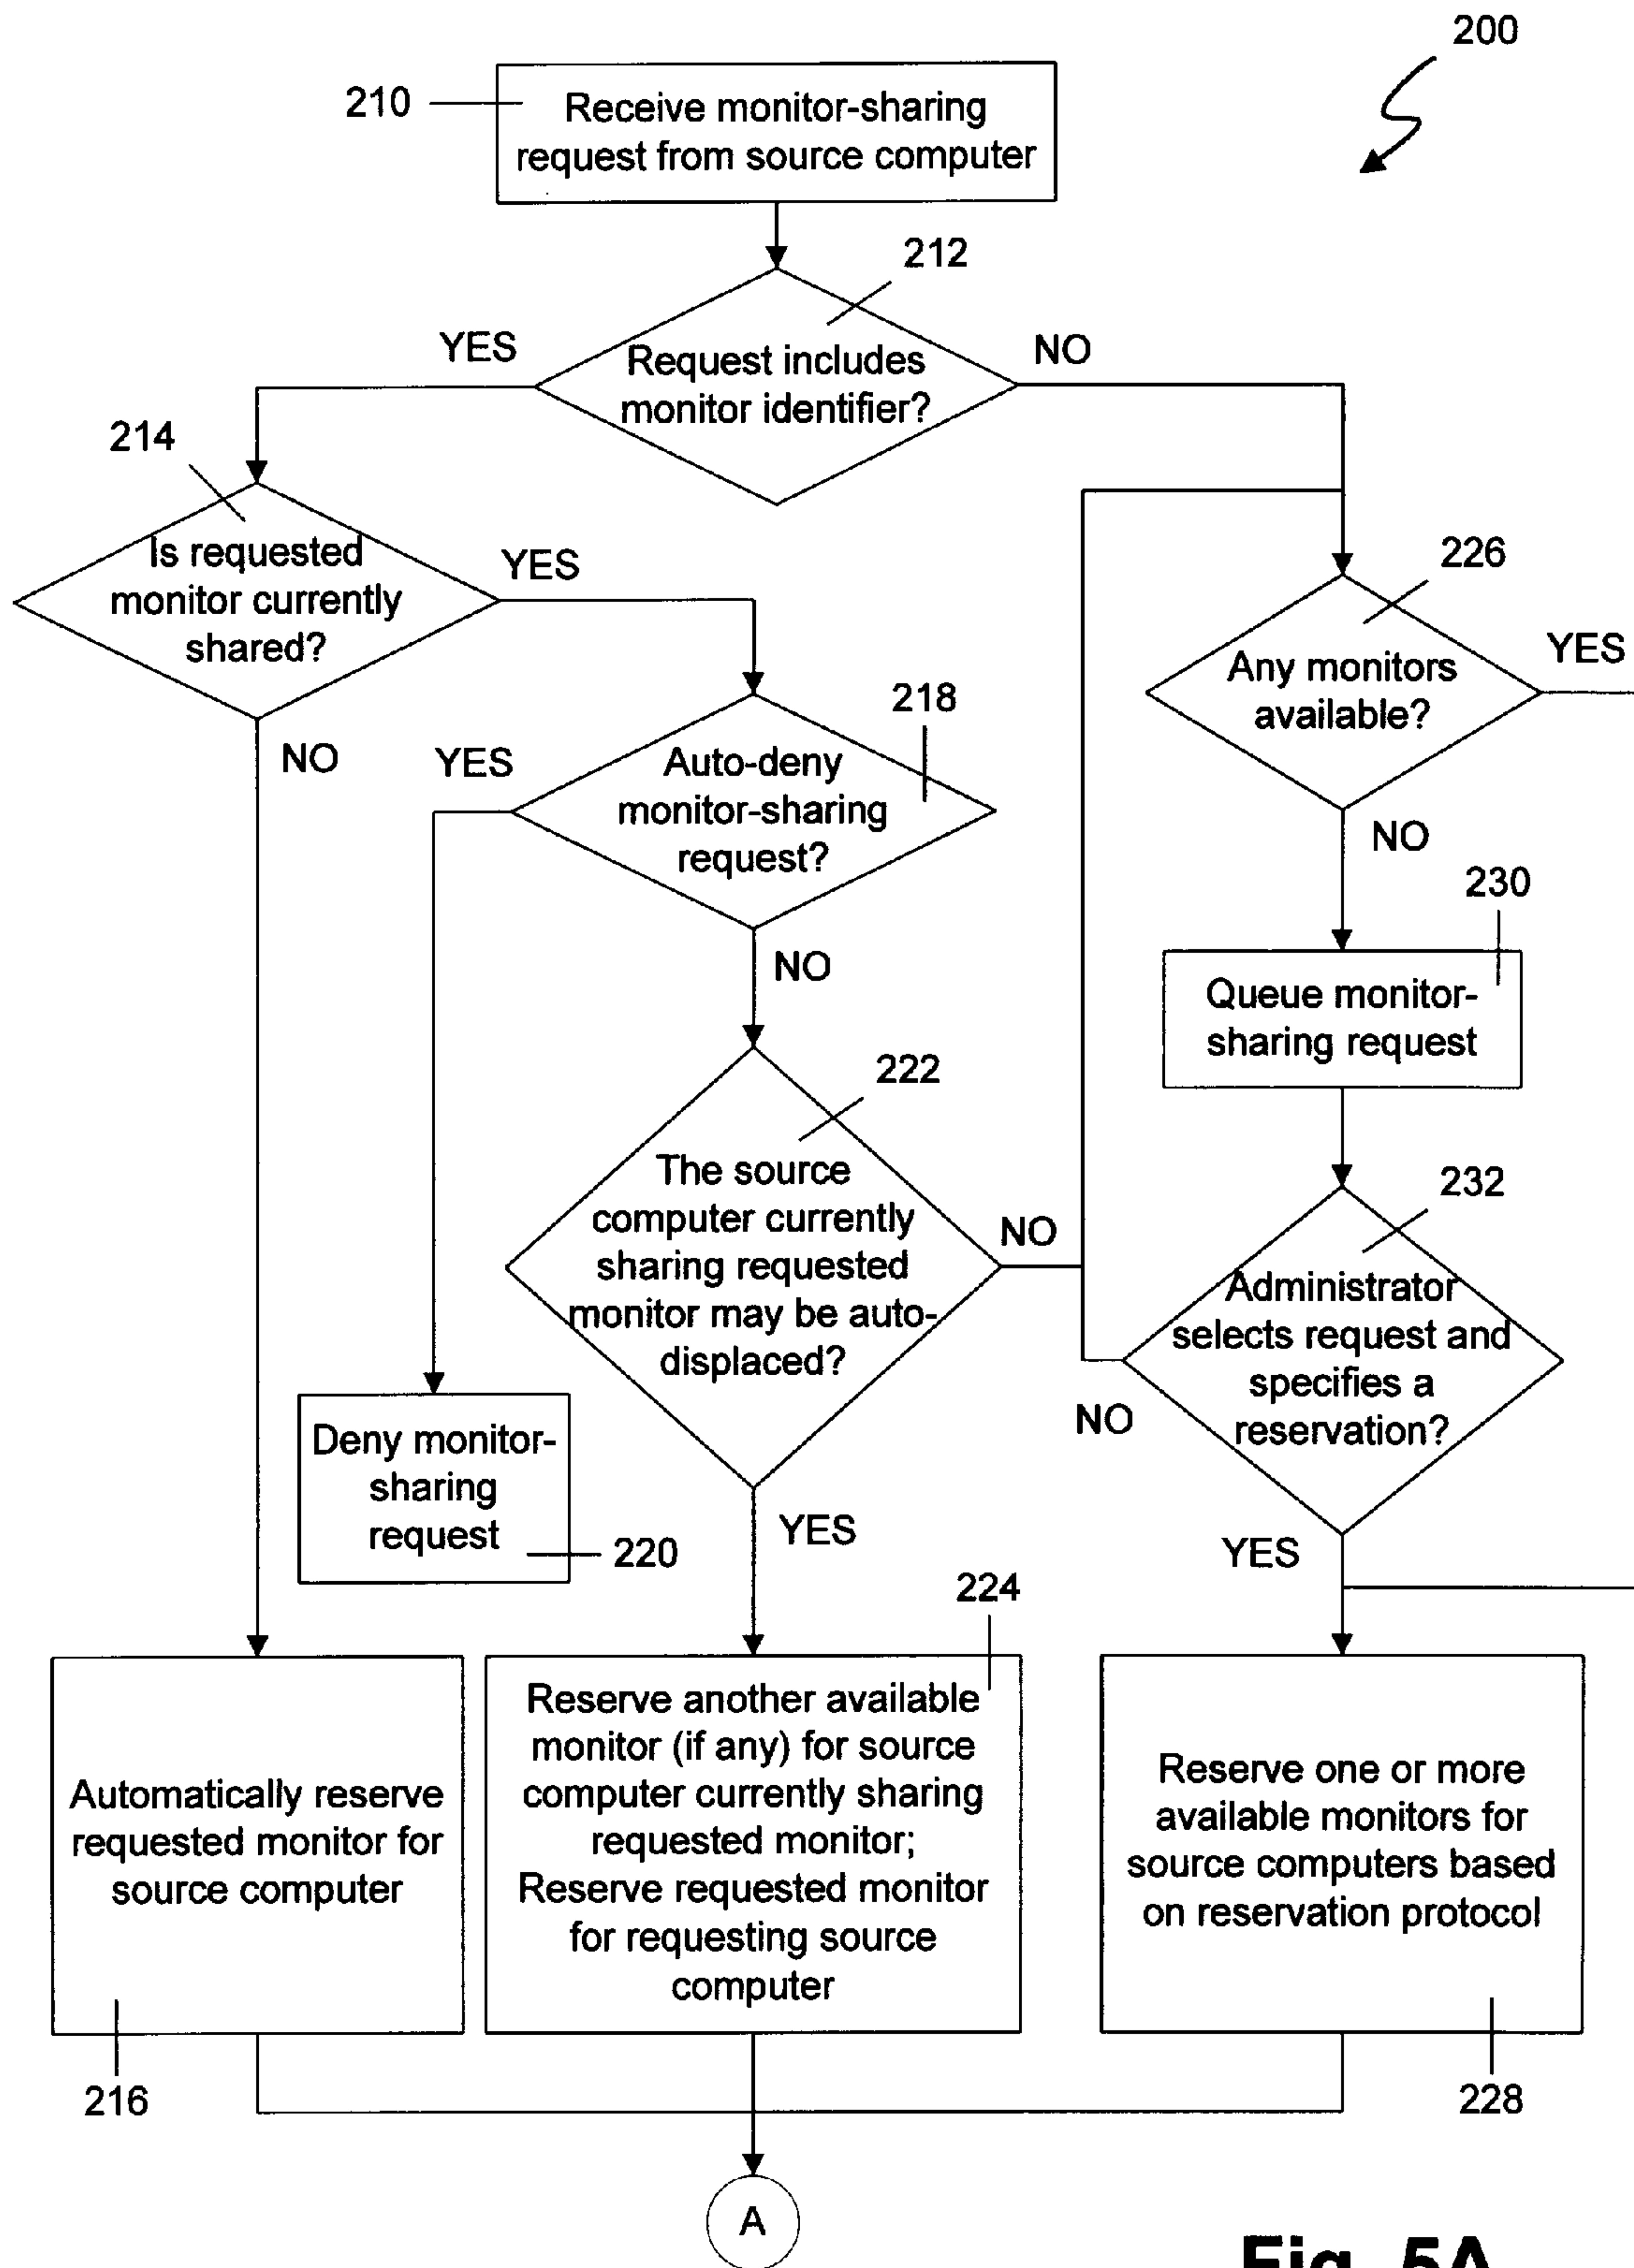 200
210
Receive monitor-sharing
request from source computer
212
YES
NO
Request includes
monitor identifier?
214
Is requested
monitor currently
shared?
YES
226
Any monitors
available?
YES
218
NO
YES
Auto-deny
monitor-sharing
request?
NO
NO
230
Queue monitor-
sharing request
222
The source
computer currently
sharing requested
monitor may be auto-
displaced?
NO
232
Administrator
selects request and
specifies a
reservation?
NO
Deny monitor-
sharing
request
220
YES
YES
224
Automatically reserve
requested monitor for
source computer
Reserve another available
monitor (if any) for source
computer currently sharing
requested monitor;
Reserve requested monitor
for requesting source
computer
Reserve one or more
available monitors for
source computers based
on reservation protocol
216
228
A
Fig. 5A